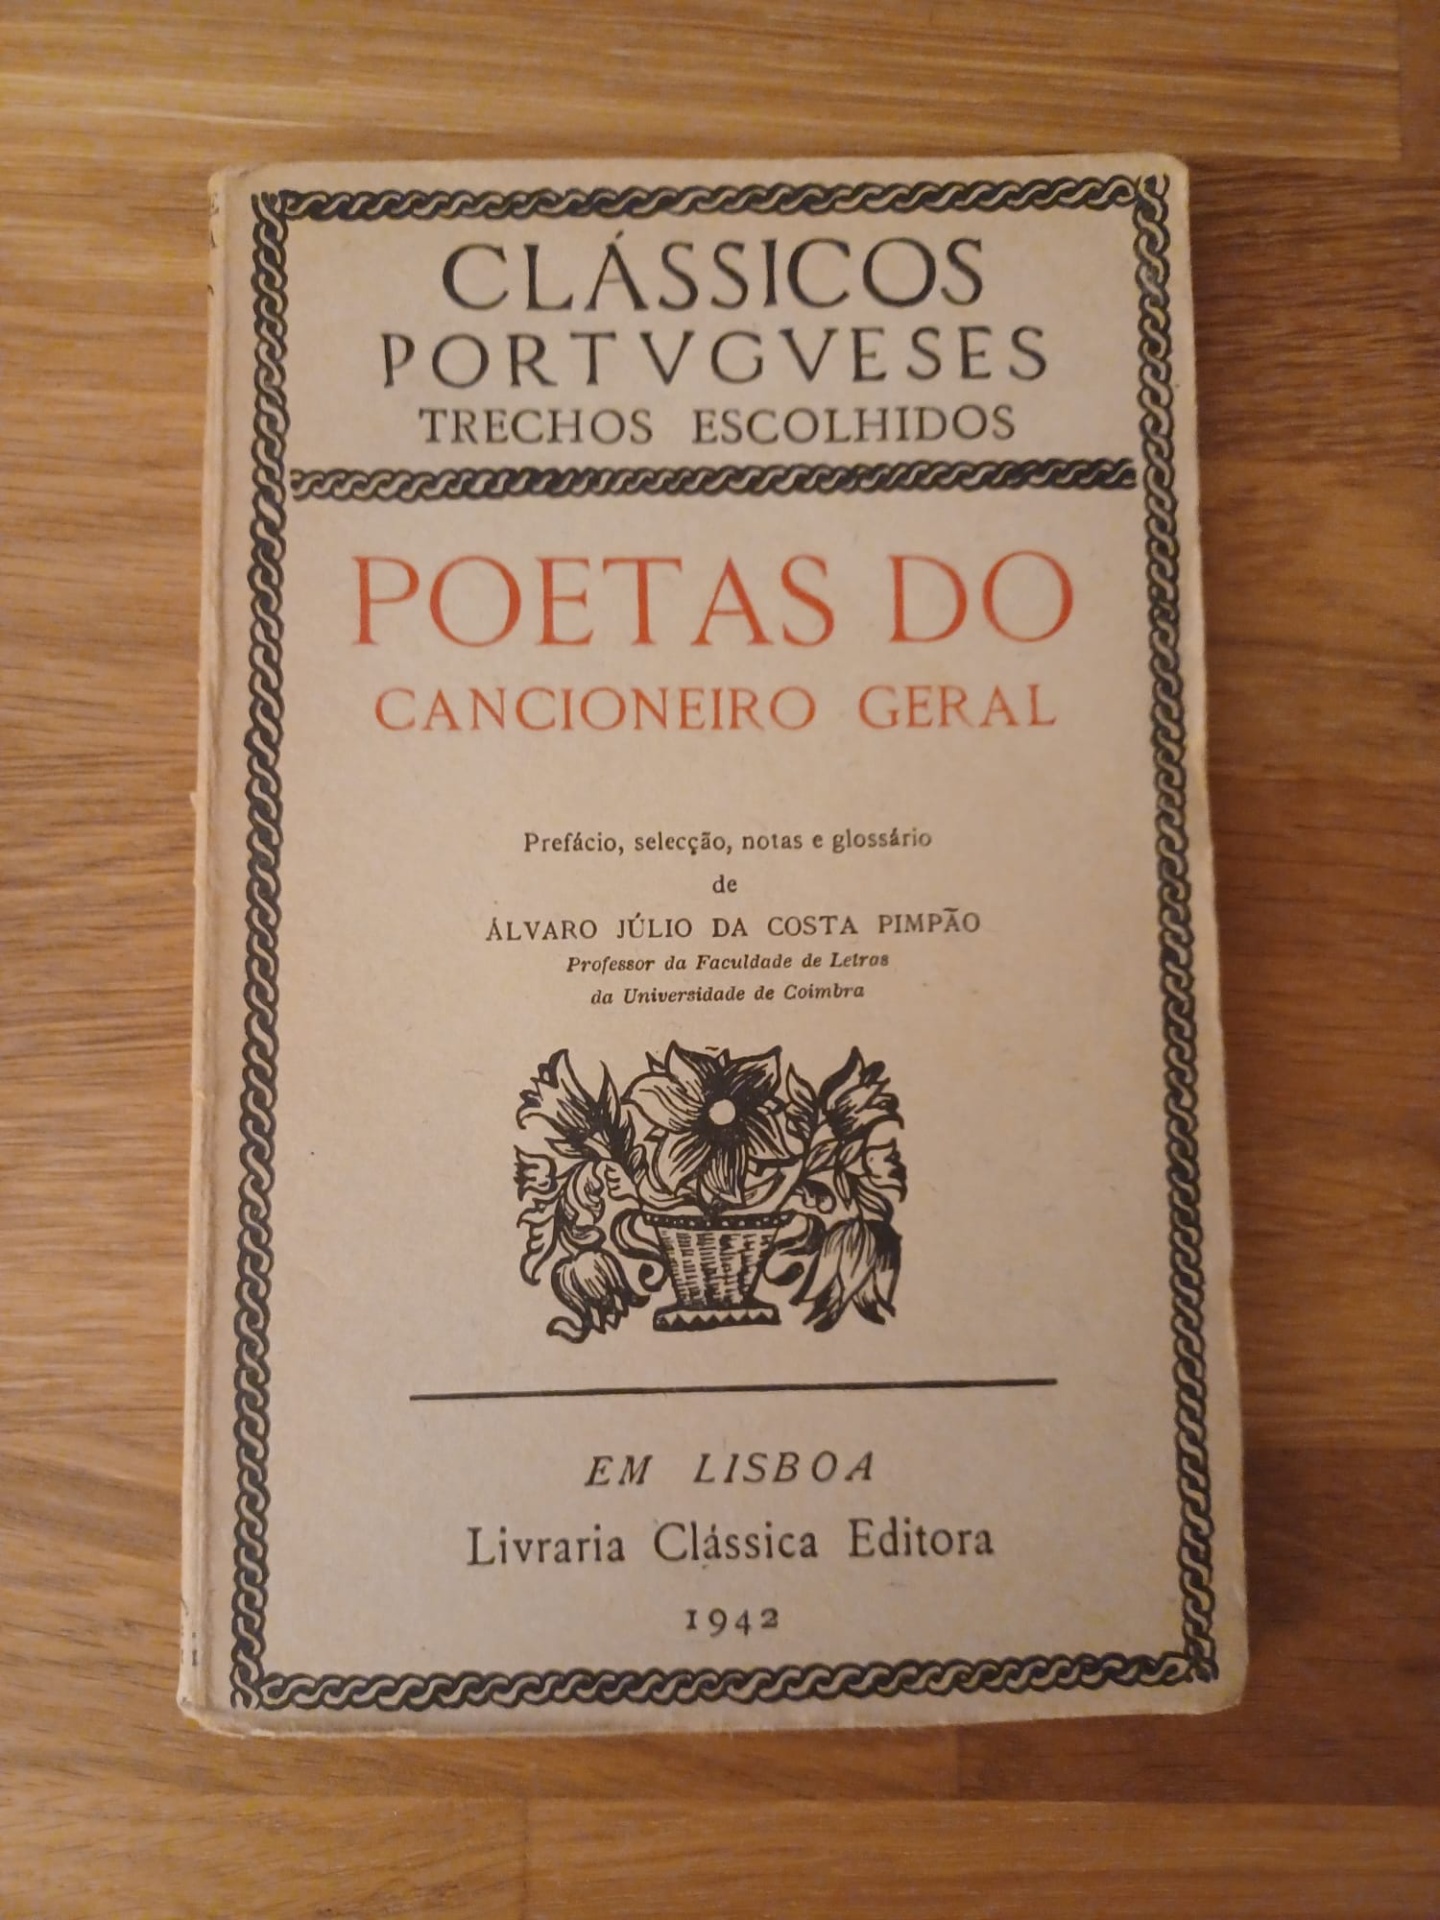 CLÁSSICOS
PORTVGVESES
TRECHOS ESCOLHIDOS
POETAS DO
CANCIONEIRO GERAL
Prefácio, selecção, notas e glossário
de
ÁLVARO JÚLIO DA COSTA PIMPÃO
Professor da Faculdade de Letras
da Universidade de Coimbra
EM LISBOA
Livraria Clássica Editora
1942